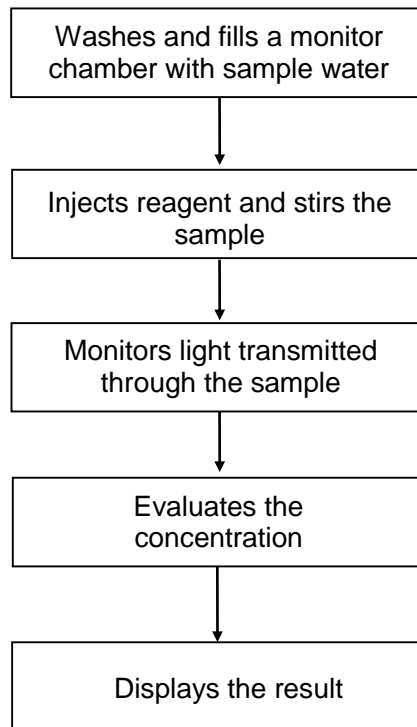 Washes and fills a monitor
chamber with sample water
Injects reagent and stirs the
sample
Monitors light transmitted
through the sample
Evaluates the
concentration
Displays the result